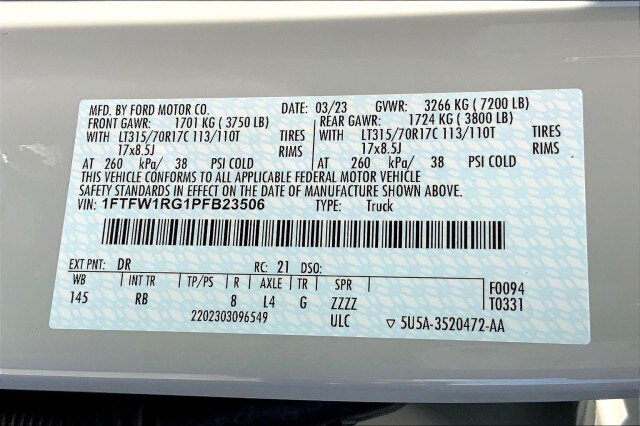 MFD. BY FORD MOTOR CO. DATE: 03/23 GVWR: 3266 KG ( 7200 LB)
FRONT GAWR: 1701 KG ( 3750 LB) REAR GAWR: 1724 KG ( 3800 LB)
WITH LT315/70R17C 113/110T TIRES WITH LT315/70R17C 113/110T TIRES
17x8.5J RIMS 17x8.5J RIMS
AT 260 kPa/ 38 PSI COLD AT 260 kPa/ 38 PSI COLD
THIS VEHICLE CONFORMS TO ALL APPLICABLE FEDERAL MOTOR VEHICLE
SAFETY STANDARDS IN EFFECT ON THE DATE OF MANUFACTURE SHOWN ABOVE.
VIN: 1FTFW1RG1PFB23506 TYPE: Truck
EXT PNT: DR RC: 21 DSO:
WB INT TR TP/PS R AXLE TR SPR F0094
145 RB 8 L4 G ZZZZ T0331
2202303096549 ULC ▽ 5U5A-3520472-AA